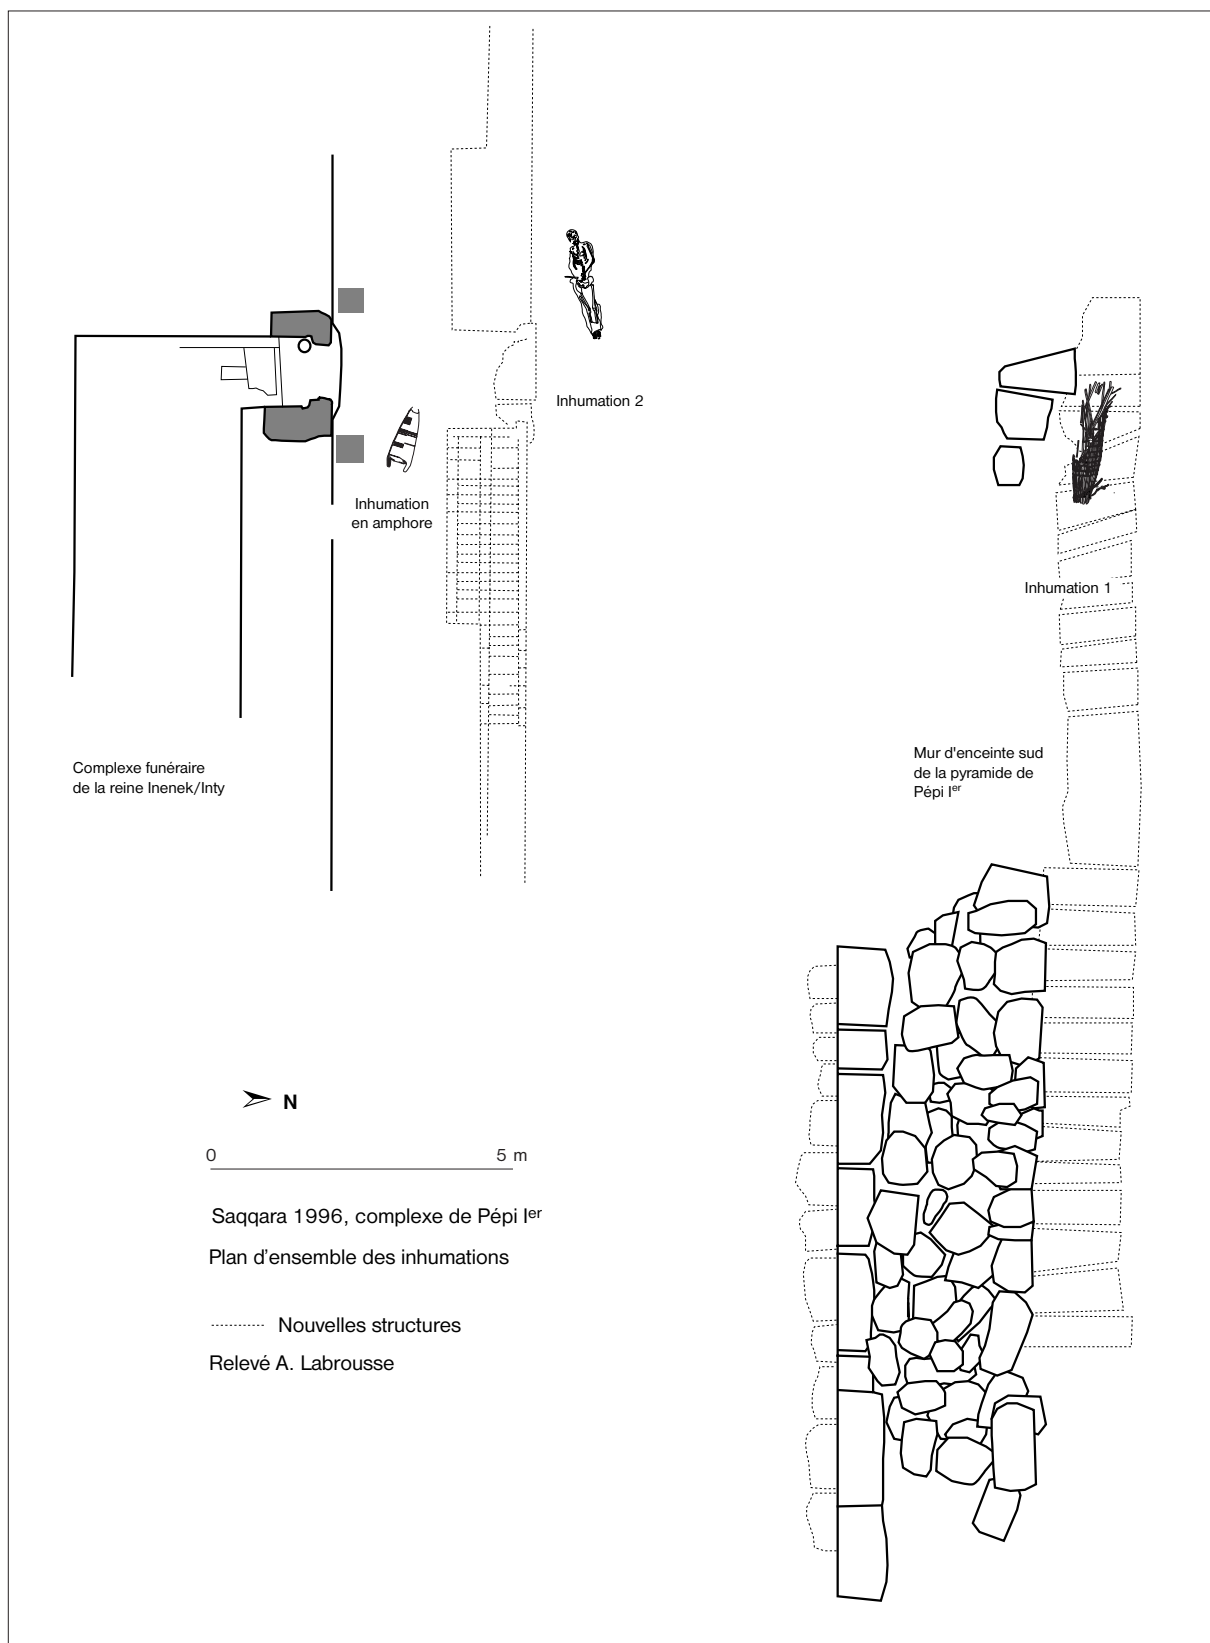 Inhumation 2
Inhumation
en amphore
Inhumation 1
Mur d'enceinte sud
de la pyramide de
Pépi Ier
Complexe funéraire
de la reine Inenek/Inty
N
0 5 m
Saqqara 1996, complexe de Pépi Ier
Plan d’ensemble des inhumations
Nouvelles structures
Relevé A. Labrousse